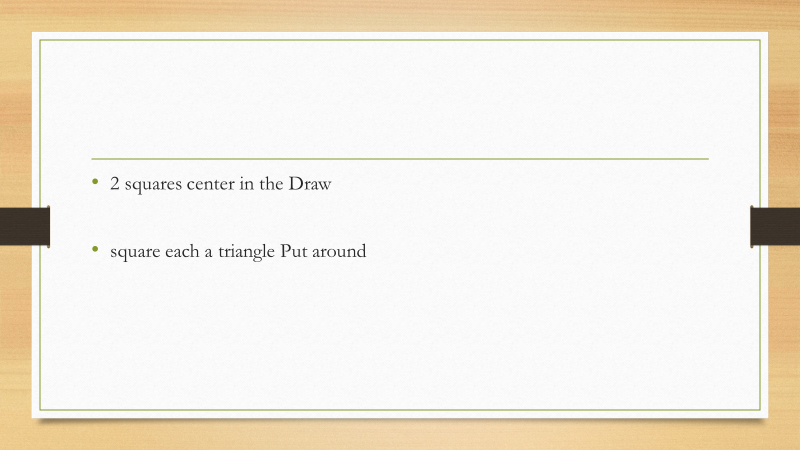 2 squares center in the Draw
square each a triangle Put around